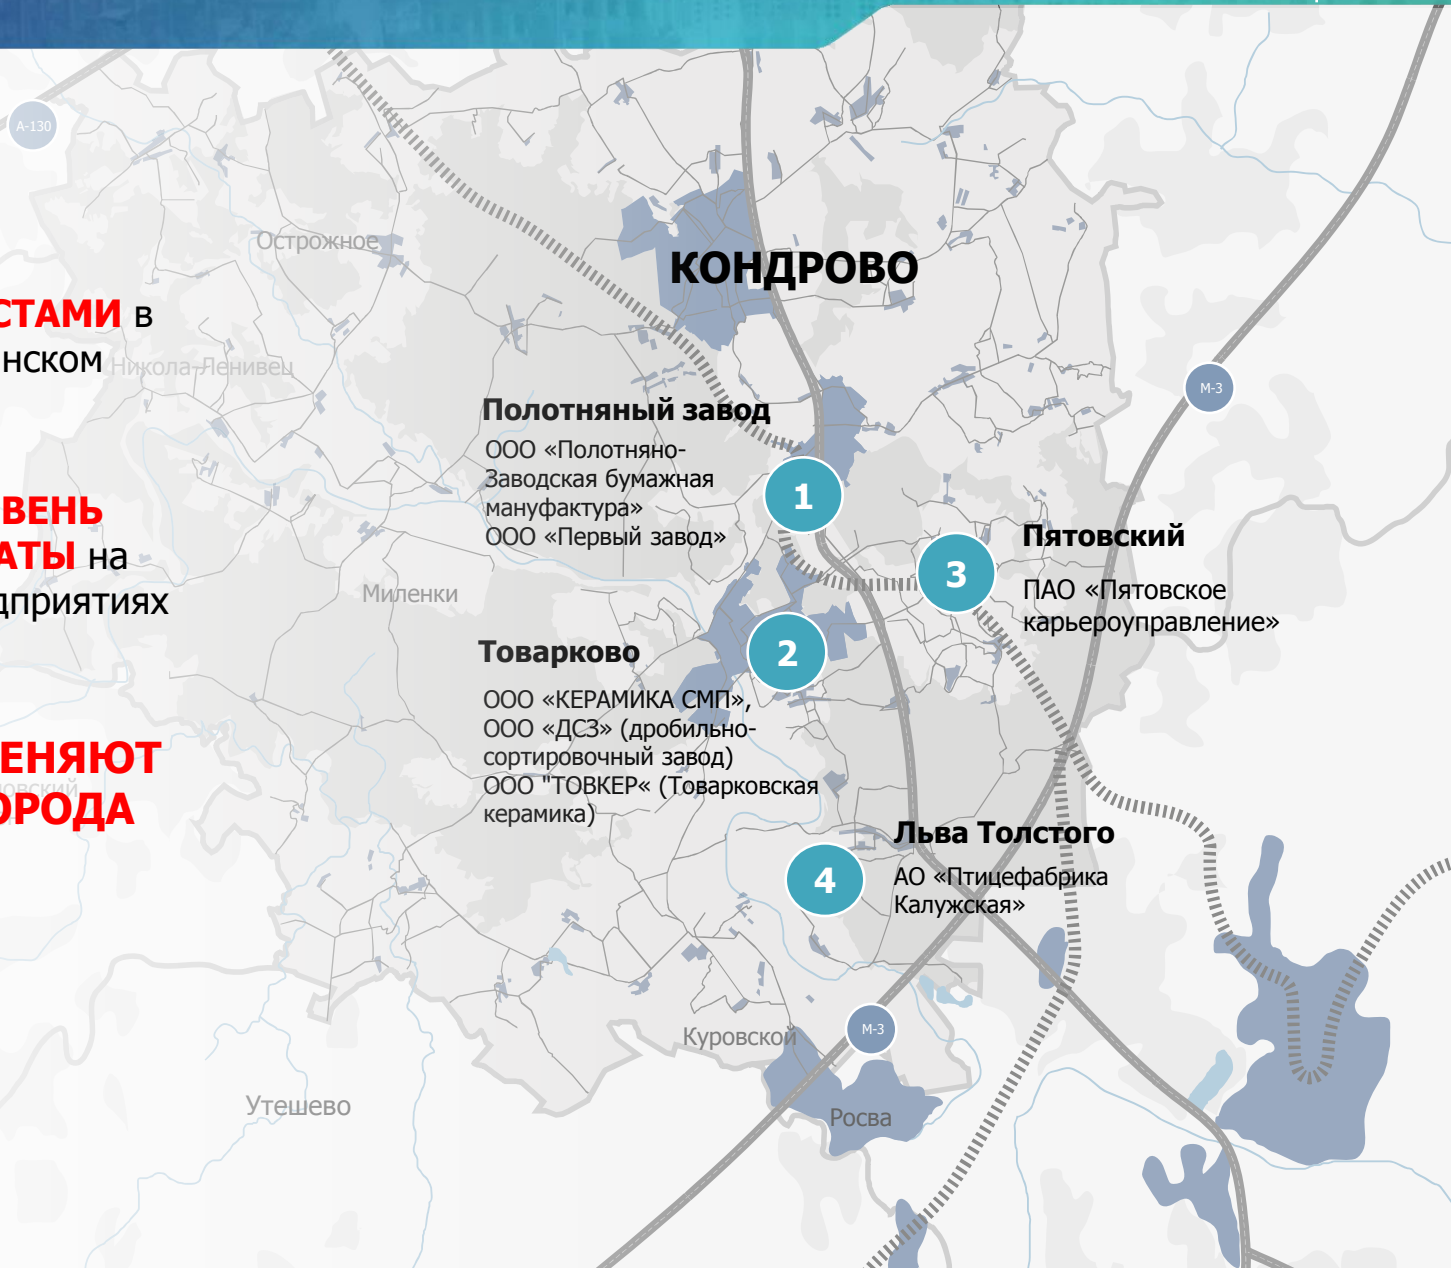 А-130
Острожное
КОНДРОВО
СТАМИ в
нском
Никола-Ленивец
М-3
Полотняный завод
ООО «Полотняно-
Заводская бумажная
мануфактура»
ООО «Первый завод»
1
ВЕНЬ
АТЫ на
дприятиях
Миленки
3
Пятовский
ПАО «Пятовское
карьероуправление»
Товарково
2
ООО «КЕРАМИКА СМП»,
ООО «ДСЗ» (дробильно-
сортировочный завод)
ООО "ТОВКЕР« (Товарковская
керамика)
ЕНЯЮТ
овский
ОРОДА
Льва Толстого
4
АО «Птицефабрика
Калужская»
Куровской
М-3
Утешево
Росва